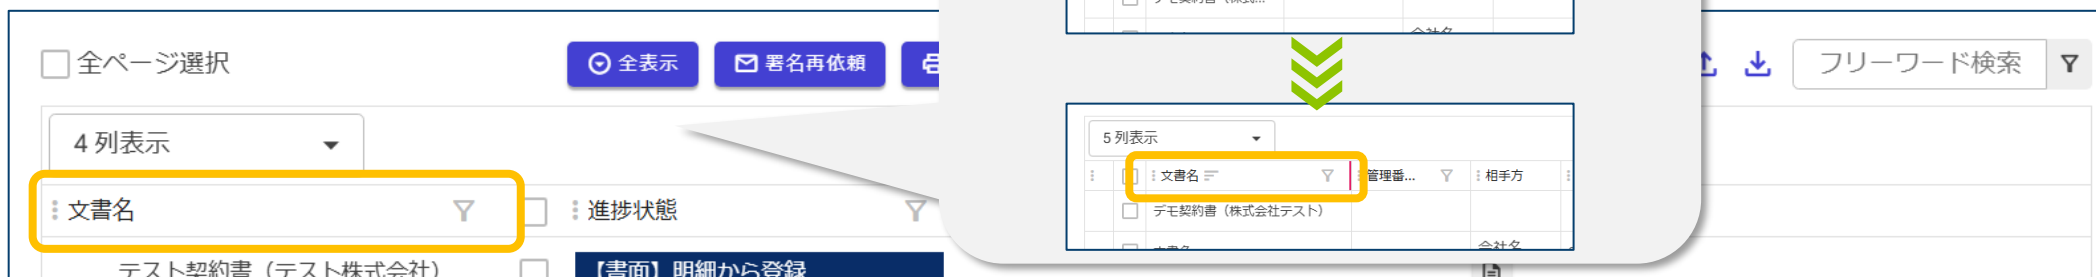 全ページ選択
全表示
署名再依頼
フリーワード検索
4 列表示
文書名
進捗状態
テスト契約書（テスト株式会社）
【書面】明細から登録
5 列表示
文書名
管理番...
相手方
デモ契約書（株式会社テスト）
会社名